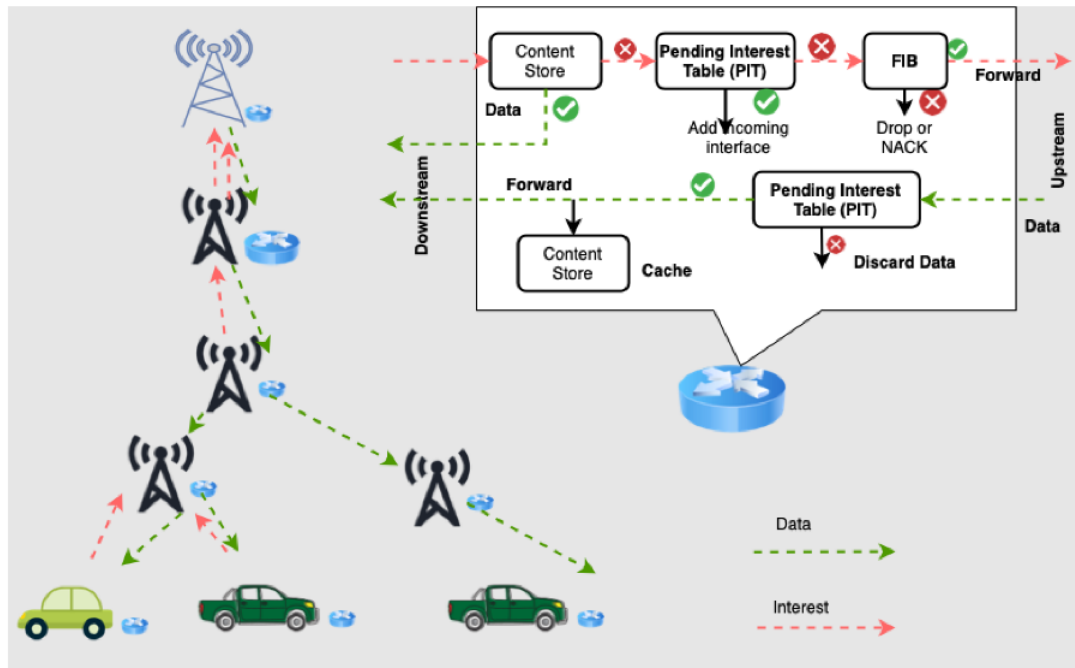 Content
Store
Pending Interest
Table (PIT)
FIB
Forward
Data
Add incoming
interface
Drop or
NACK
Upstream
Downstream
Forward
Pending Interest
Table (PIT)
Data
Content
Store
Cache
Discard Data
Data
Interest